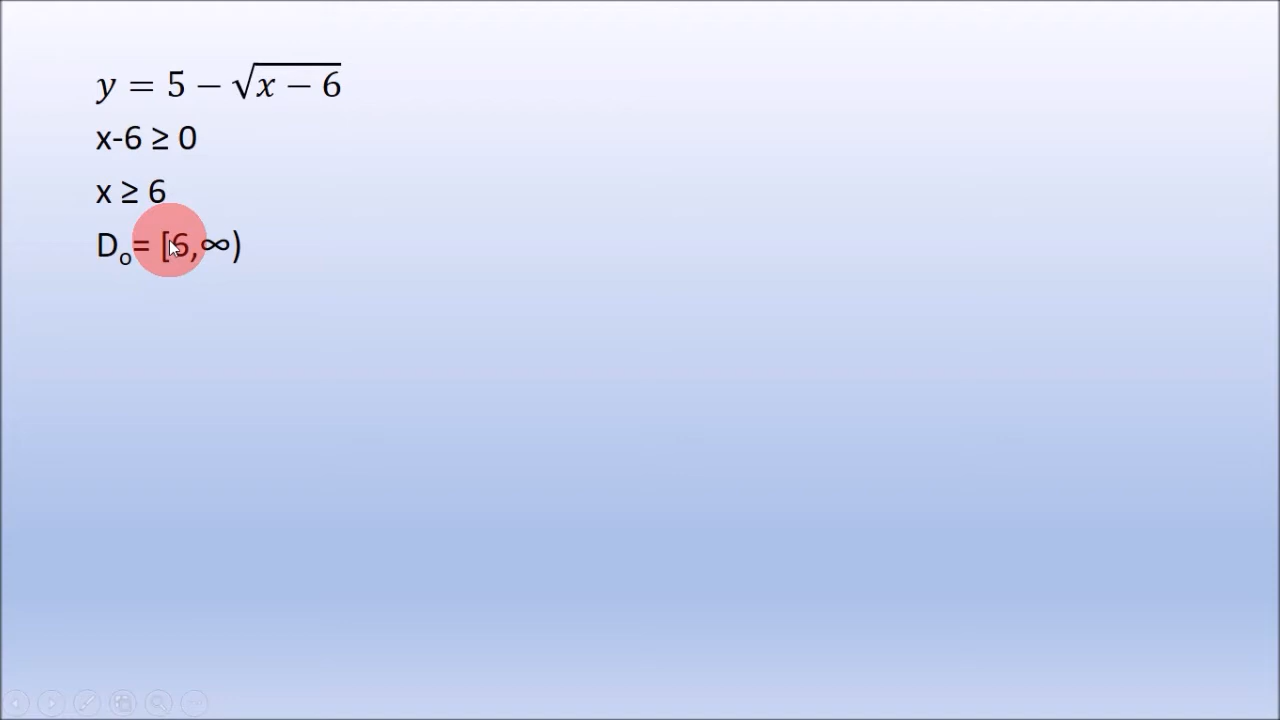 y = 5 − √x − 6
x-6 ≥ 0
x ≥ 6
Do= [6,∞)